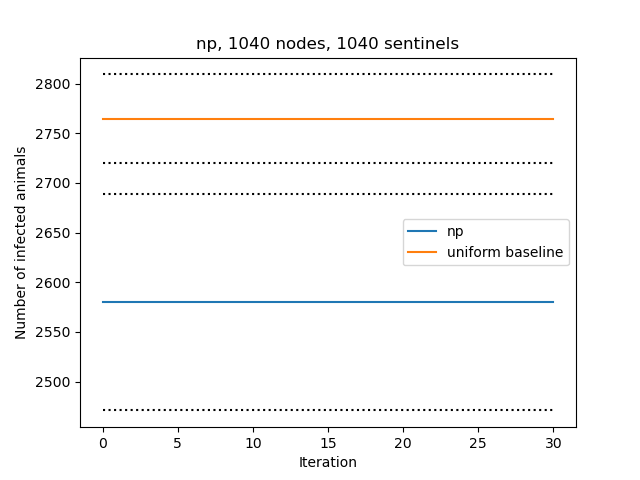 np, 1040 nodes, 1040 sentinels
2800
2750
2700
2650
2600
2550
2500
Number of infected animals
np
uniform baseline
0 5 10 15 20 25 30
Iteration